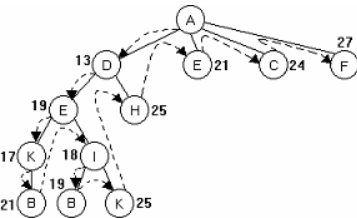 A
27
13 D E 21 C 24 F
19 E H 25
17 K 18 I
21 B 19 B K 25